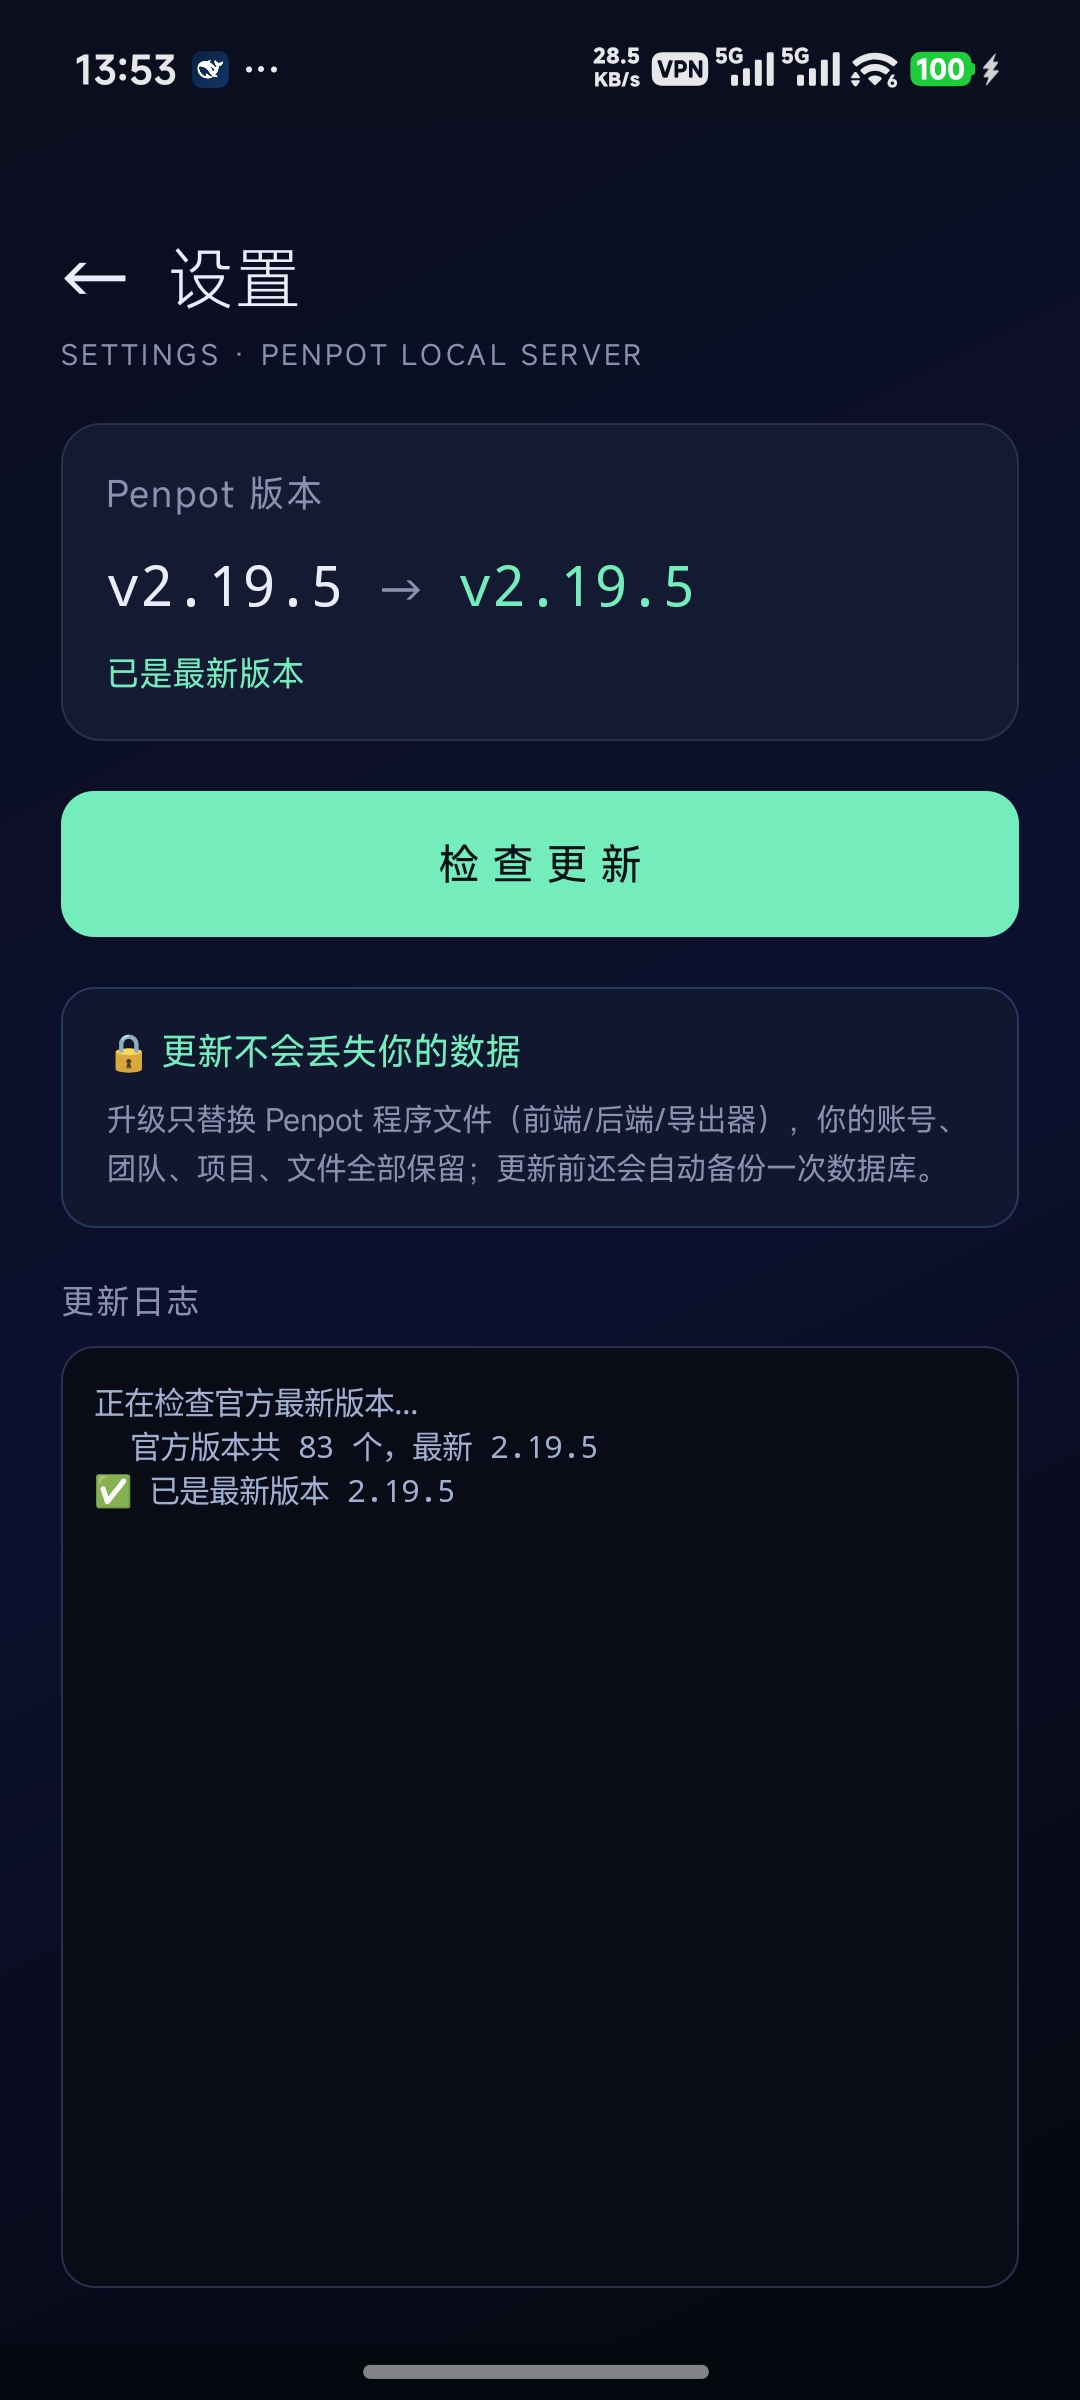 13:53 ... 28.5 KB/s VPN 5G 5G 6 100
← 设置
SETTINGS · PENPOT LOCAL SERVER
Penpot 版本
v2.19.5 → v2.19.5
已是最新版本
检查更新
🔒 更新不会丢失你的数据
升级只替换 Penpot 程序文件（前端/后端/导出器），你的账号、
团队、项目、文件全部保留；更新前还会自动备份一次数据库。
更新日志
正在检查官方最新版本…
官方版本共 83 个，最新 2.19.5
✅ 已是最新版本 2.19.5